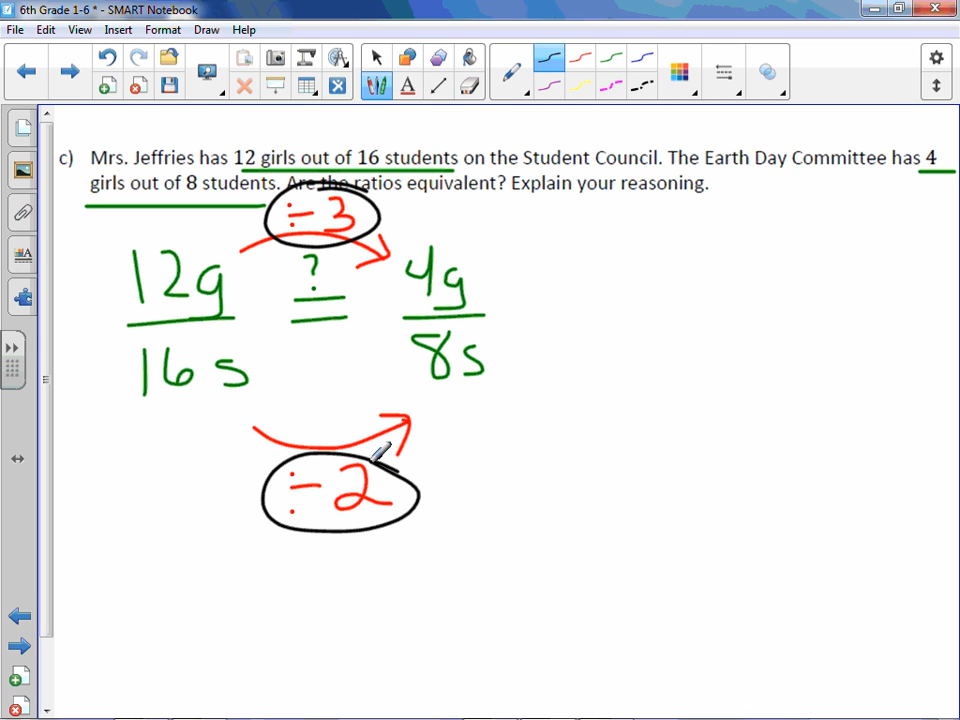 6th Grade 1-6 * - SMART Notebook
File Edit View Insert Format Draw Help
c) Mrs. Jeffries has 12 girls out of 16 students on the Student Council. The Earth Day Committee has 4
girls out of 8 students. Are the ratios equivalent? Explain your reasoning.
÷ 3
12g ? 4g
=
16 s 8s
÷ 2